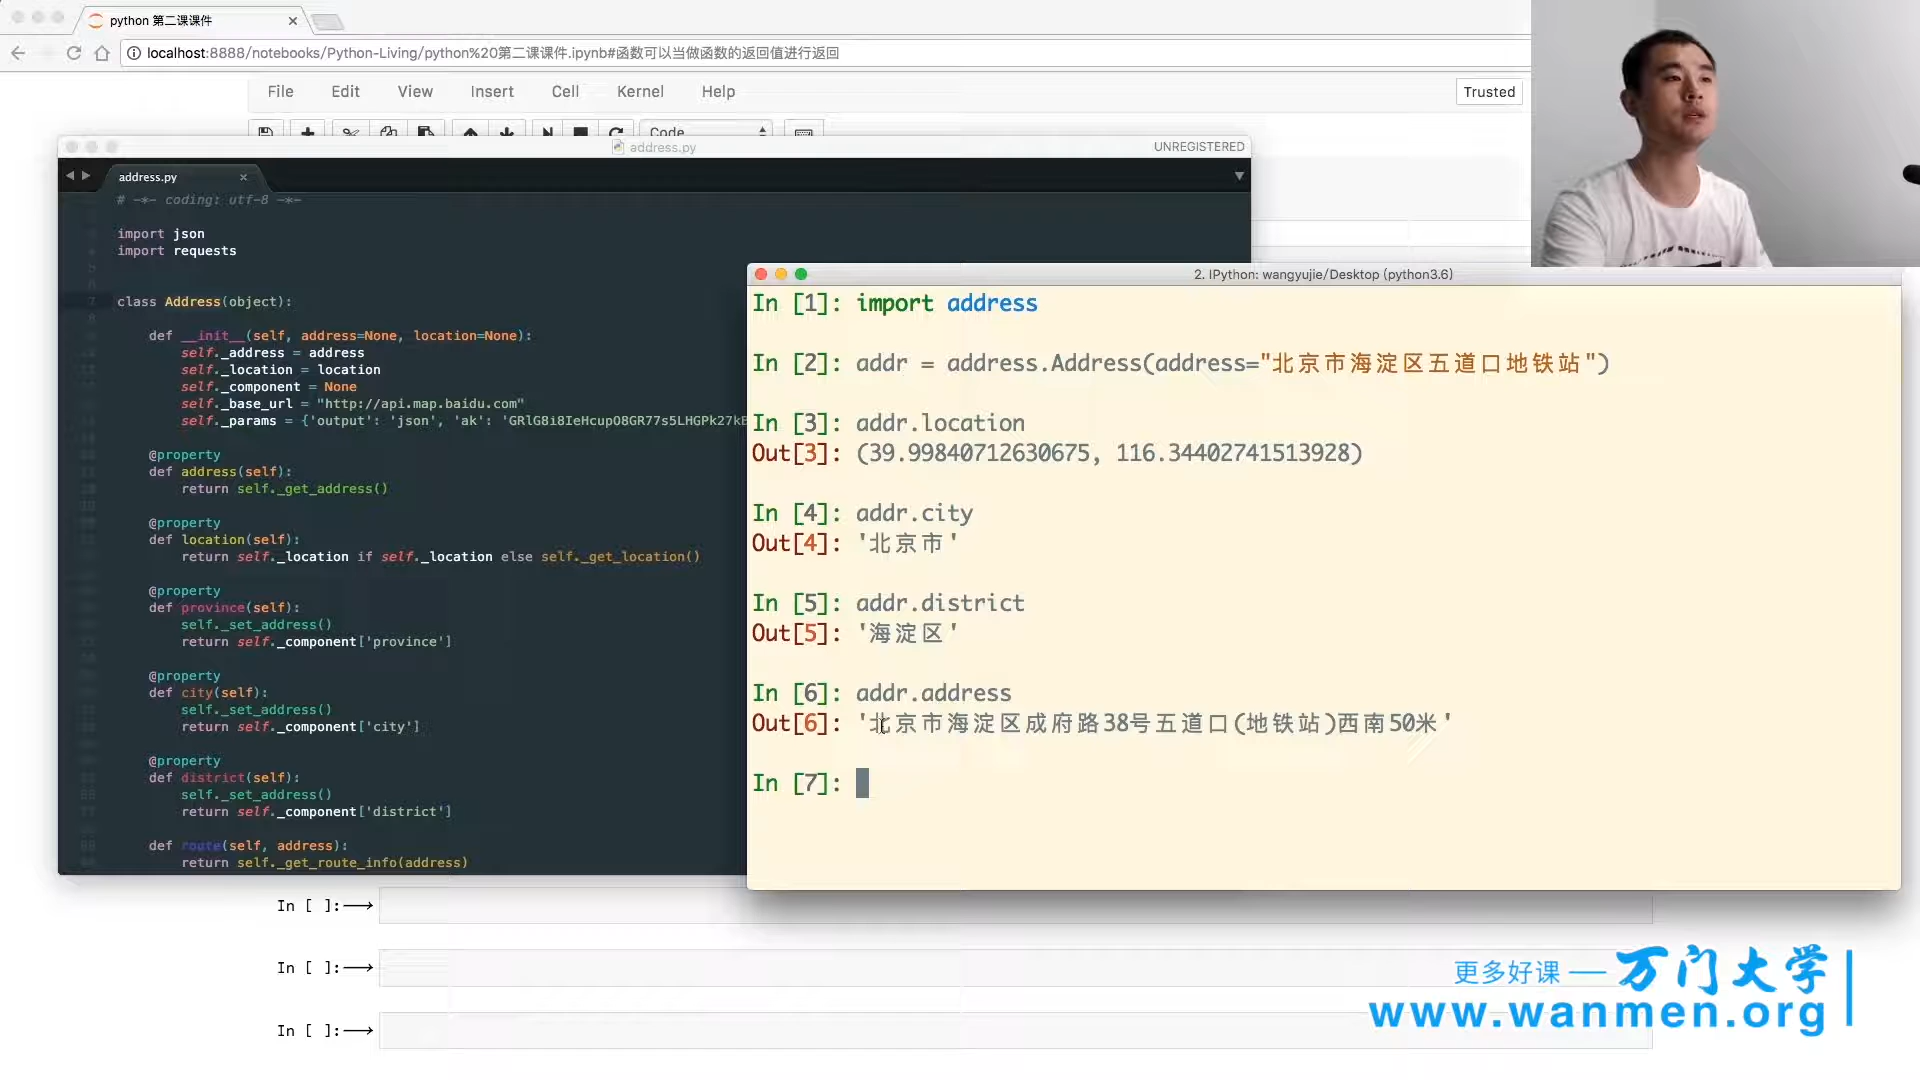 python 第二课课件
localhost:8888/notebooks/Python-Living/python%20第二课课件.ipynb#函数可以当做函数的返回值进行返回
File Edit View Insert Cell Kernel Help
Trusted
Code
address.py
UNREGISTERED
address.py
# -*- coding: utf-8 -*-
import json
import requests
class Address(object):
def __init__(self, address=None, location=None):
self._address = address
self._location = location
self._component = None
self._base_url = "http://api.map.baidu.com"
self._params = {'output': 'json', 'ak':
@property
def address(self):
return self._get_address()
@property
def location(self):
return self._location if self._location else self._get_location()
@property
def province(self):
self._set_address()
return self._component['province']
@property
def city(self):
self._set_address()
return self._component['city']
@property
def district(self):
self._set_address()
return self._component['district']
def route(self, address):
return self._get_route_info(address)
2. IPython: wangyujie/Desktop (python3.6)
In [1]: import address
In [2]: addr = address.Address(address="北京市海淀区五道口地铁站")
In [3]: addr.location
Out[3]: (39.99840712630675, 116.34402741513928)
In [4]: addr.city
Out[4]: '北京市'
In [5]: addr.district
Out[5]: '海淀区'
In [6]: addr.address
Out[6]: '北京市海淀区成府路38号五道口(地铁站)西南50米'
In [7]:
In [ ]:
In [ ]:
In [ ]:
更多好课 — 万门大学
www.wanmen.org